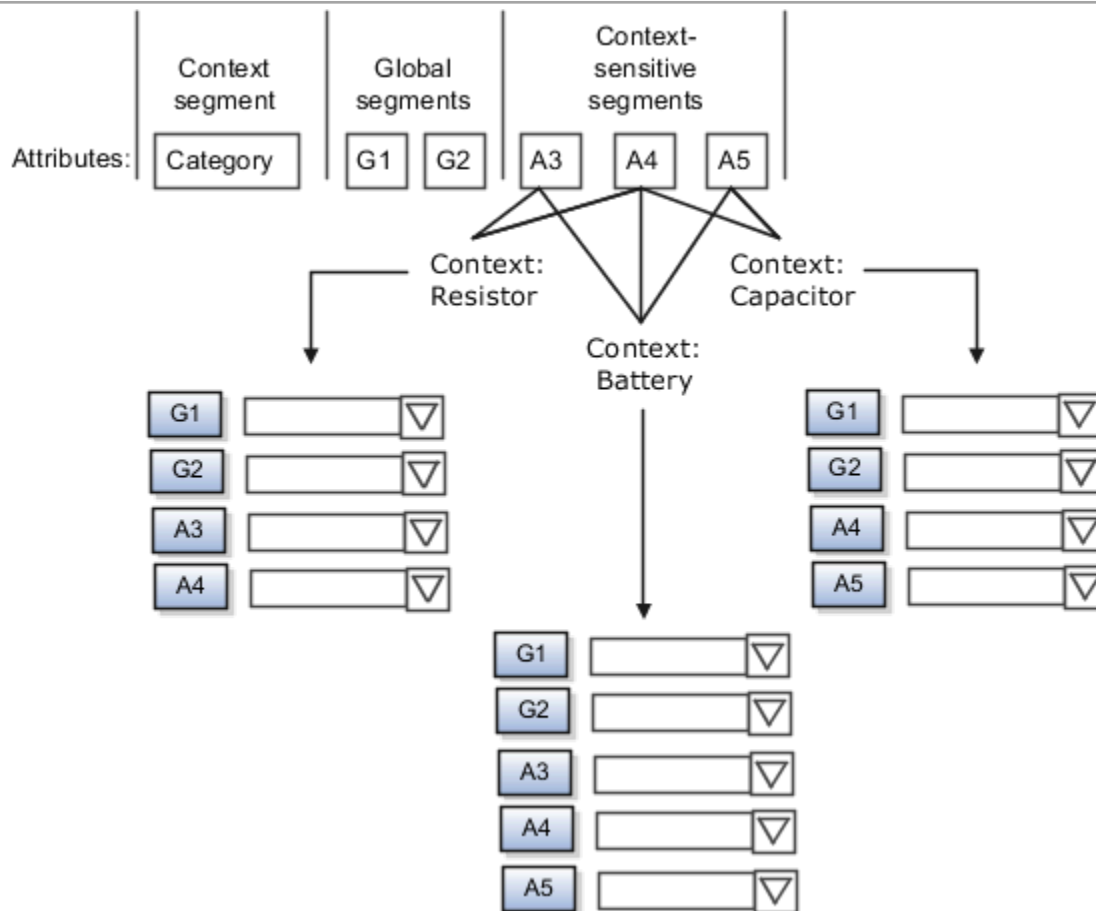 Context
segment
Global
segments
Context-
sensitive
segments
Attributes:
Category
G1
G2
A3
A4
A5
Context:
Resistor
Context:
Capacitor
Context:
Battery
G1
G2
A3
A4
G1
G2
A4
A5
G1
G2
A3
A4
A5